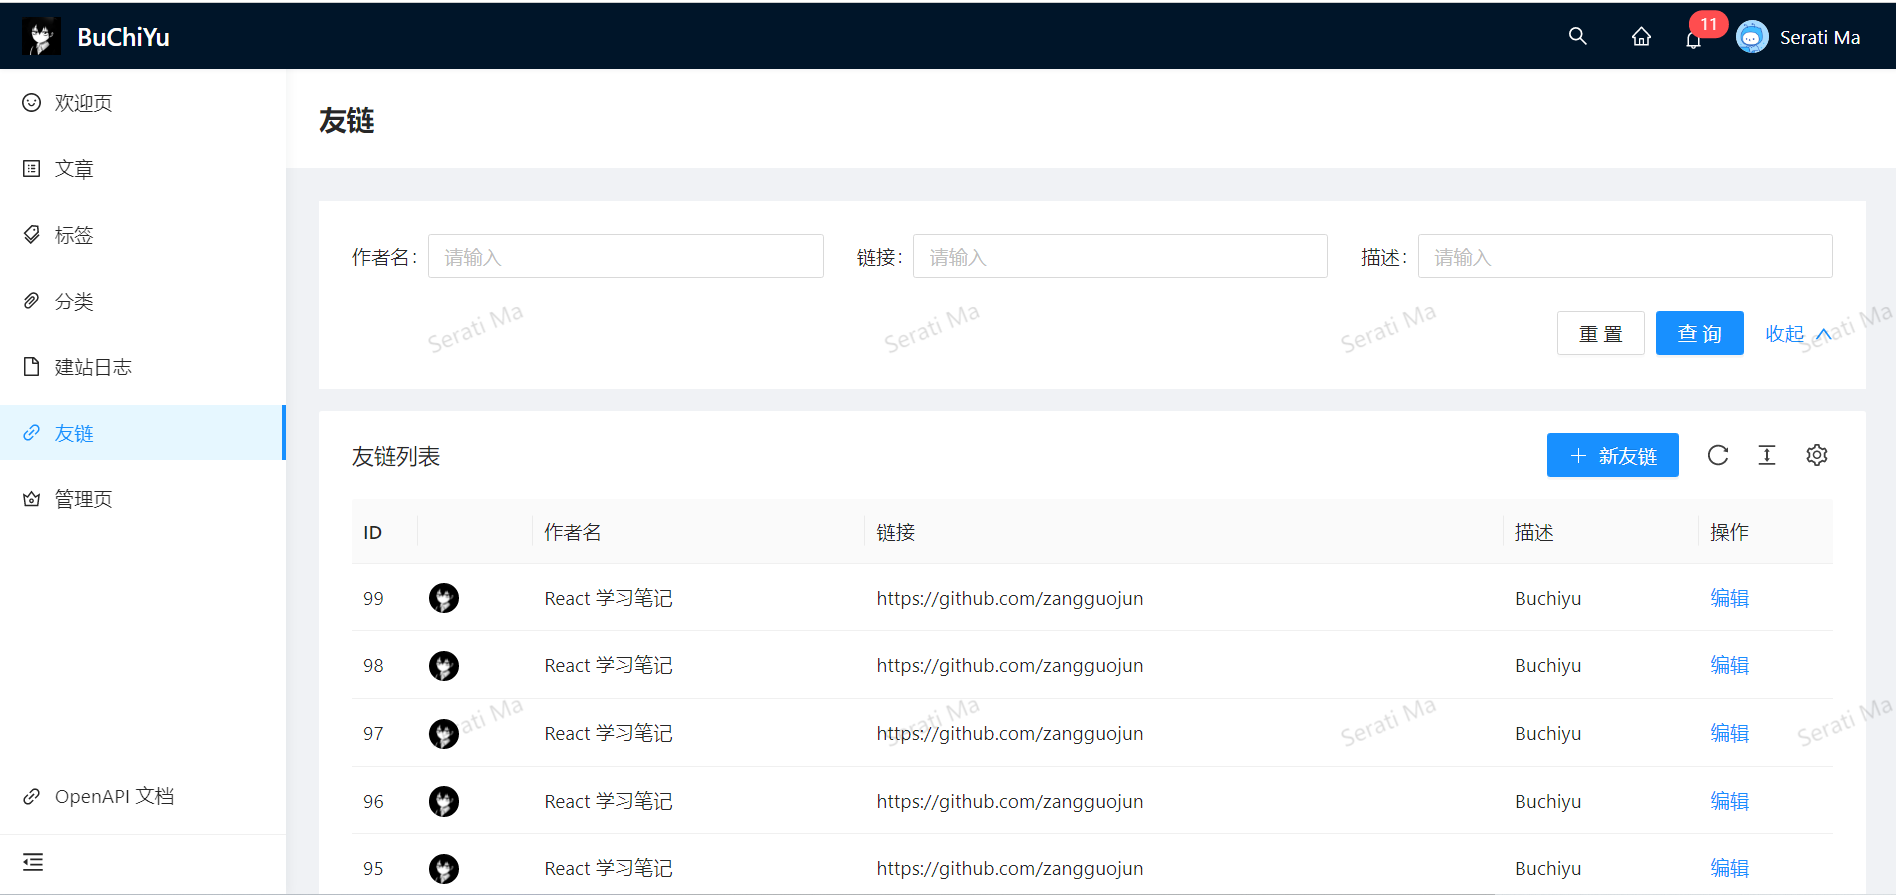 BuChiYu
11
Serati Ma
欢迎页
文章
标签
分类
建站日志
友链
管理页
OpenAPI 文档
友链
作者名: 请输入 链接: 请输入 描述: 请输入
重 置 查 询 收起
Serati Ma Serati Ma Serati Ma Serati Ma
友链列表 新友链
ID 作者名 链接 描述 操作
99 React 学习笔记 https://github.com/zangguojun Buchiyu 编辑
98 React 学习笔记 https://github.com/zangguojun Buchiyu 编辑
Serati Ma Serati Ma Serati Ma Serati Ma
97 React 学习笔记 https://github.com/zangguojun Buchiyu 编辑
96 React 学习笔记 https://github.com/zangguojun Buchiyu 编辑
95 React 学习笔记 https://github.com/zangguojun Buchiyu 编辑